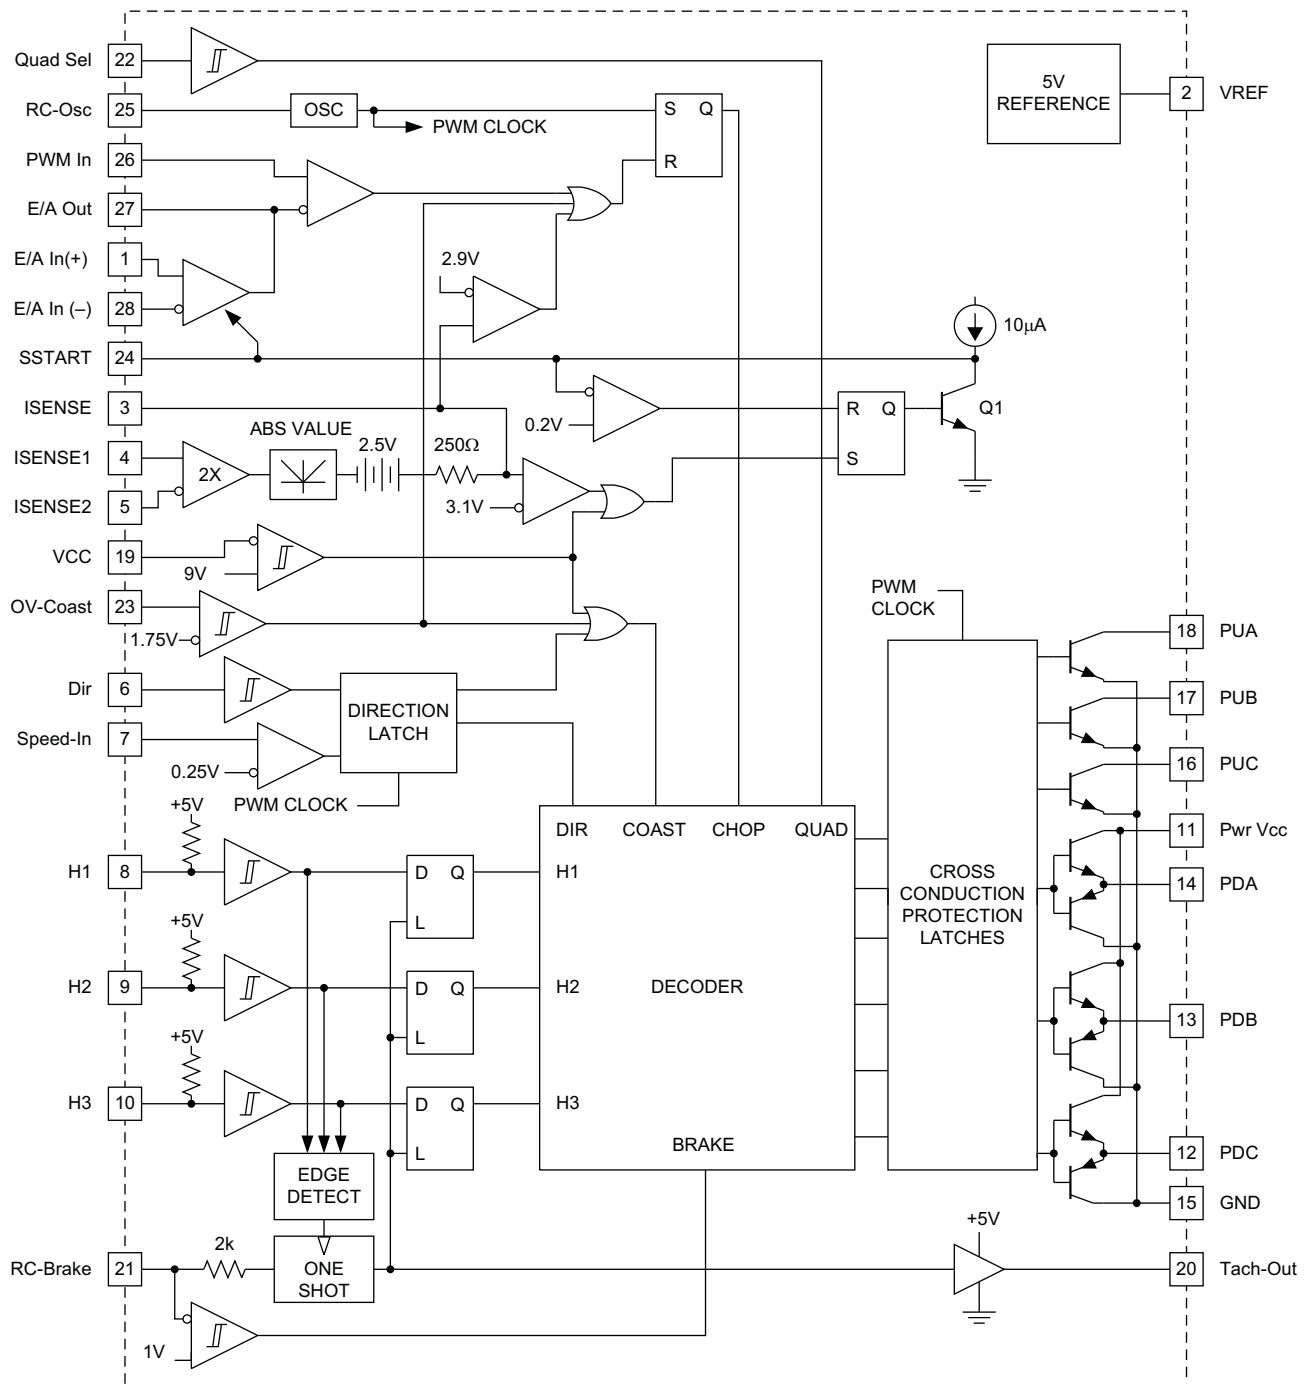 Quad Sel 22
5V
REFERENCE
2 VREF
RC-Osc 25 OSC
S Q
PWM CLOCK
PWM In 26
R
E/A Out 27
E/A In(+) 1
2.9V
E/A In (–) 28
10µA
SSTART 24
ISENSE 3
R Q
Q1
0.2V
ABS VALUE
2.5V
250Ω
ISENSE1 4
2X
S
ISENSE2 5
3.1V
VCC 19
9V
OV-Coast 23
1.75V
PWM
CLOCK
18 PUA
Dir 6
DIRECTION
LATCH
17 PUB
Speed-In 7
0.25V
16 PUC
PWM CLOCK
+5V
DIR COAST CHOP QUAD
11 Pwr Vcc
H1 8
D Q
H1
L
CROSS
CONDUCTION
PROTECTION
LATCHES
14 PDA
+5V
H2 9
D Q
H2
DECODER
L
13 PDB
+5V
H3 10
D Q
H3
L
BRAKE
12 PDC
EDGE
DETECT
15 GND
+5V
RC-Brake 21
2k
ONE
SHOT
20 Tach-Out
1V